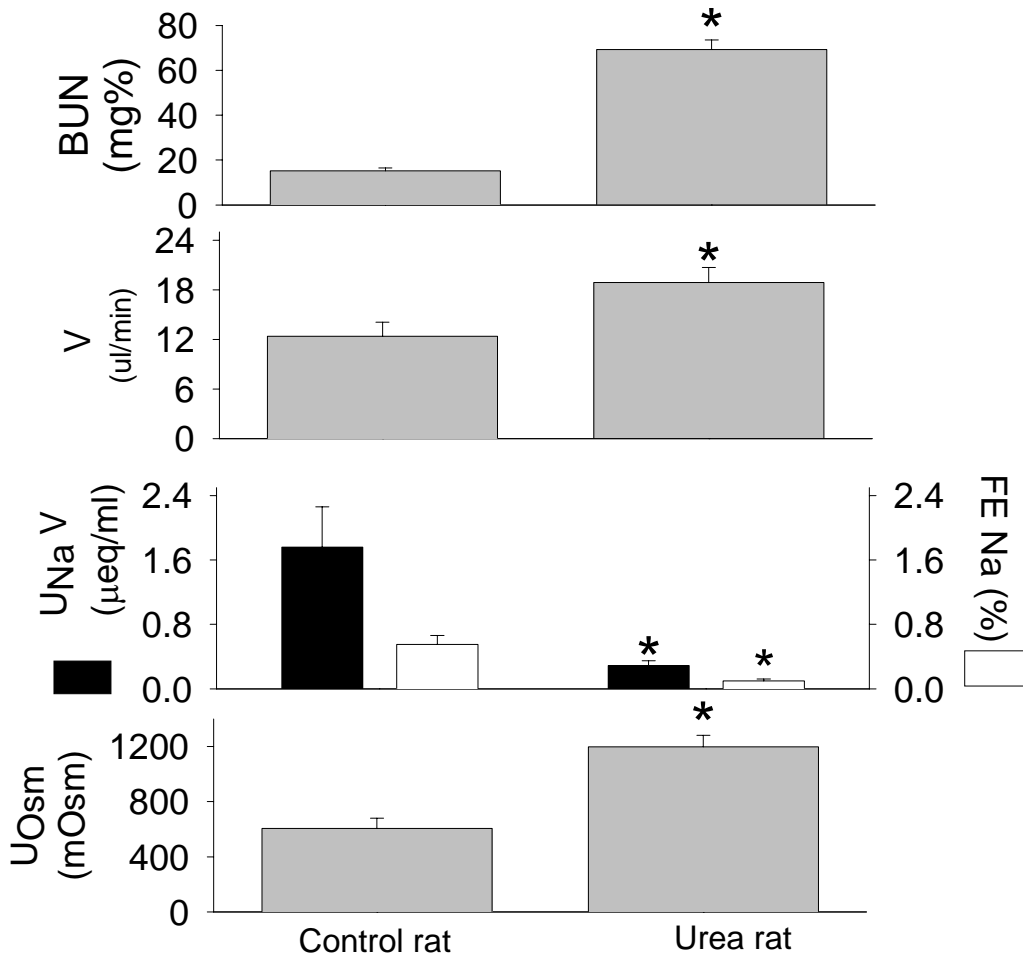 *
80
60
40
20
0
BUN
(mg%)
*
24
18
12
6
0
V
(ul/min)
2.4
1.6
0.8
0.0
UNa V
(μeq/ml)
*
*
2.4
1.6
0.8
0.0
FE Na (%)
*
1200
800
400
0
UOsm
(mOsm)
Control rat
Urea rat